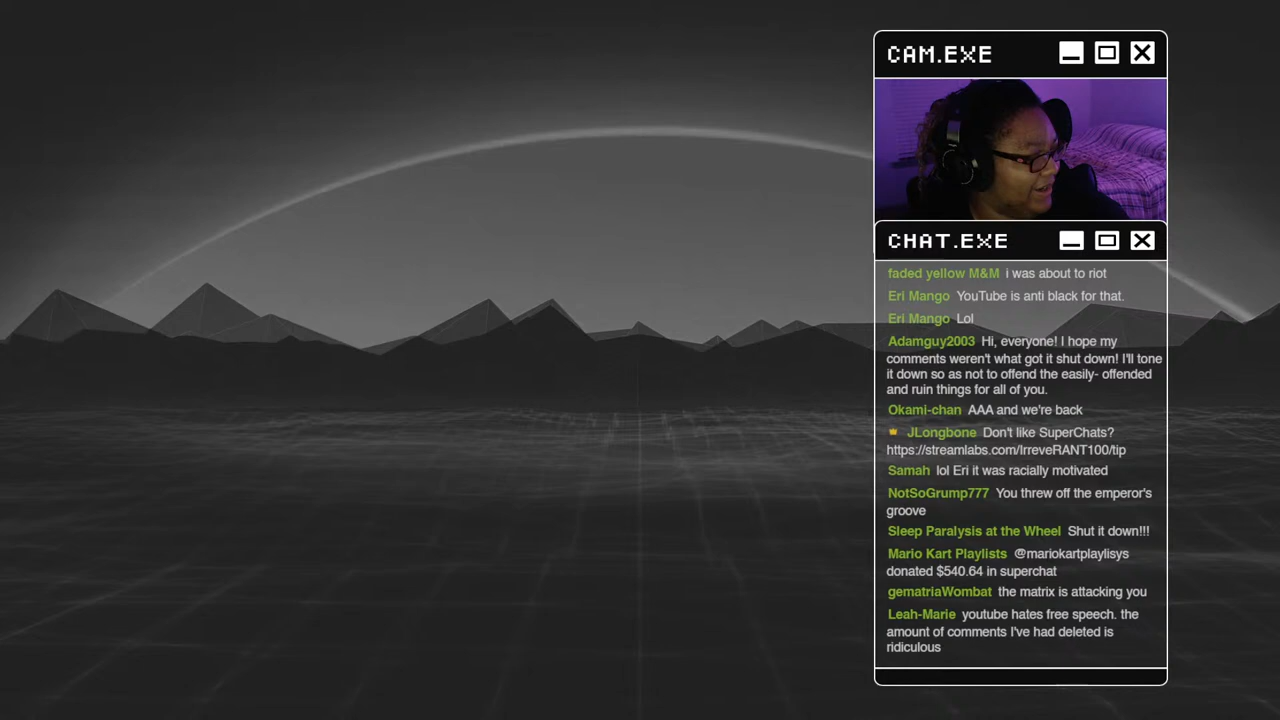 CAM.EXE
CHAT.EXE
faded yellow M&M i was about to riot
Eri Mango YouTube is anti black for that.
Eri Mango Lol
Adamguy2003 Hi, everyone! I hope my
comments weren't what got it shut down! I'll tone
it down so as not to offend the easily- offended
and ruin things for all of you.
Okami-chan AAA and we're back
JLongbone Don't like SuperChats?
https://streamlabs.com/IrreveRANT100/tip
Samah lol Eri it was racially motivated
NotSoGrump777 You threw off the emperor's
groove
Sleep Paralysis at the Wheel Shut it down!!!
Mario Kart Playlists @mariokartplaylisys
donated $540.64 in superchat
gematriaWombat the matrix is attacking you
Leah-Marie youtube hates free speech. the
amount of comments I've had deleted is
ridiculous